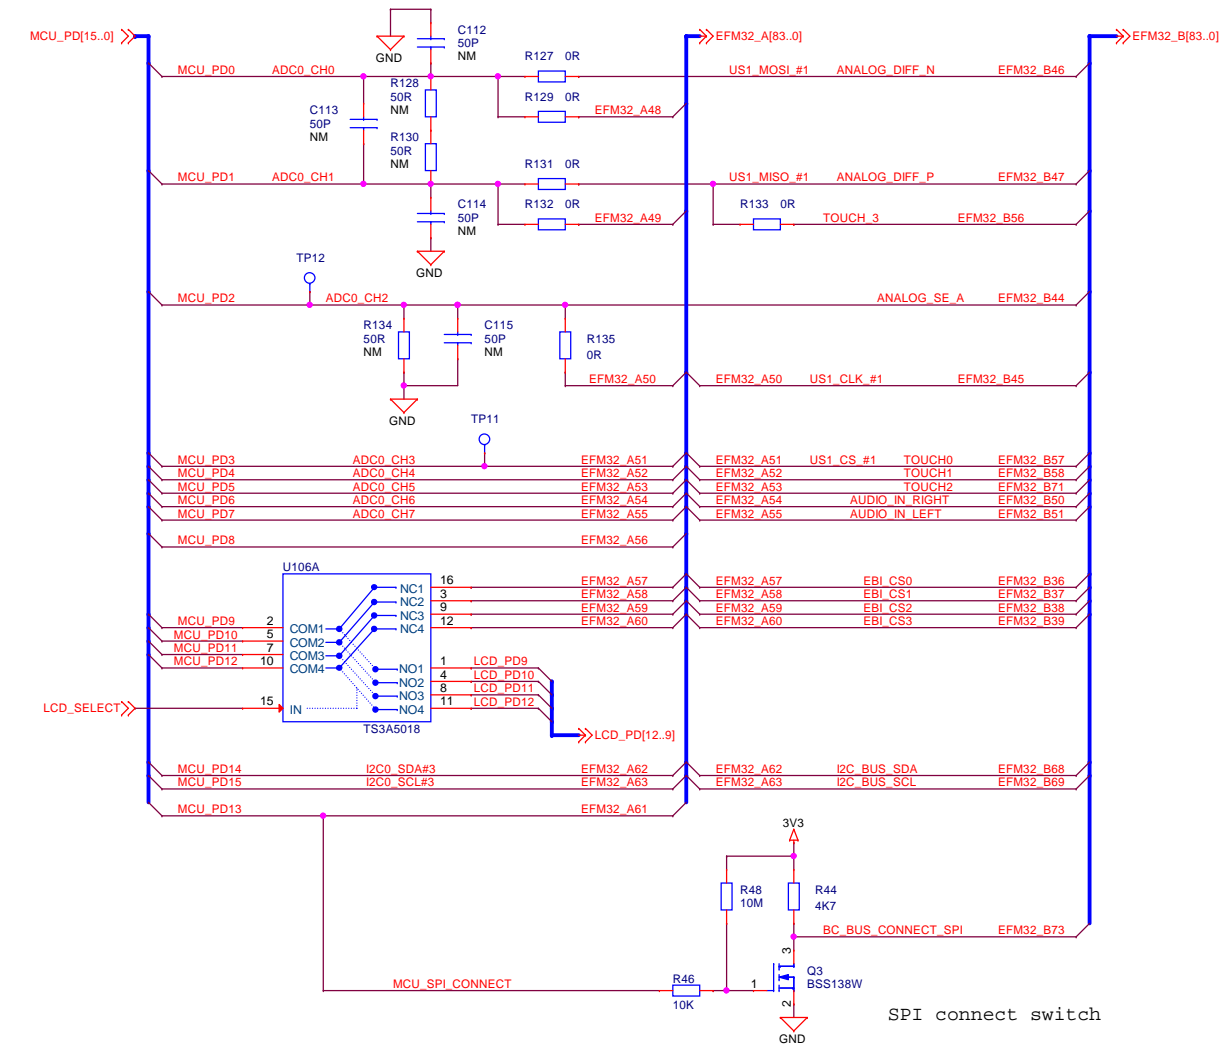 C112
50P
NM
GND
MCU_PD[15..0]
EFM32_A[83..0]
EFM32_B[83..0]
MCU_PD0 ADC0_CH0 R127 0R US1_MOSI_#1 ANALOG_DIFF_N EFM32_B46
R128
50R
NM
R129 0R EFM32_A48
C113
50P
NM
R130
50R
NM
MCU_PD1 ADC0_CH1 R131 0R US1_MISO_#1 ANALOG_DIFF_P EFM32_B47
C114
50P
NM
GND
R132 0R EFM32_A49
R133 0R TOUCH_3 EFM32_B56
TP12
MCU_PD2 ADC0_CH2 ANALOG_SE_A EFM32_B44
R134
50R
NM
C115
50P
NM
R135
0R
GND
EFM32_A50 EFM32_A50 US1_CLK_#1 EFM32_B45
TP11
MCU_PD3 ADC0_CH3 EFM32_A51 EFM32_A51 US1_CS_#1 TOUCH0 EFM32_B57
MCU_PD4 ADC0_CH4 EFM32_A52 EFM32_A52 TOUCH1 EFM32_B58
MCU_PD5 ADC0_CH5 EFM32_A53 EFM32_A53 TOUCH2 EFM32_B71
MCU_PD6 ADC0_CH6 EFM32_A54 EFM32_A54 AUDIO_IN_RIGHT EFM32_B50
MCU_PD7 ADC0_CH7 EFM32_A55 EFM32_A55 AUDIO_IN_LEFT EFM32_B51
MCU_PD8 EFM32_A56
U106A
NC1 16 EFM32_A57 EFM32_A57 EBI_CS0 EFM32_B36
NC2 3 EFM32_A58 EFM32_A58 EBI_CS1 EFM32_B37
NC3 9 EFM32_A59 EFM32_A59 EBI_CS2 EFM32_B38
NC4 12 EFM32_A60 EFM32_A60 EBI_CS3 EFM32_B39
MCU_PD9 2 COM1
MCU_PD10 5 COM2
MCU_PD11 7 COM3
MCU_PD12 10 COM4
NO1 1 LCD_PD9
NO2 4 LCD_PD10
NO3 8 LCD_PD11
NO4 11 LCD_PD12
LCD_SELECT 15 IN
TS3A5018
LCD_PD[12..9]
MCU_PD14 I2C0_SDA#3 EFM32_A62 EFM32_A62 I2C_BUS_SDA EFM32_B68
MCU_PD15 I2C0_SCL#3 EFM32_A63 EFM32_A63 I2C_BUS_SCL EFM32_B69
MCU_PD13 EFM32_A61
3V3
R48
10M
R44
4K7
BC_BUS_CONNECT_SPI EFM32_B73
3
MCU_SPI_CONNECT R46
10K
1
Q3
BSS138W
2
GND
SPI connect switch